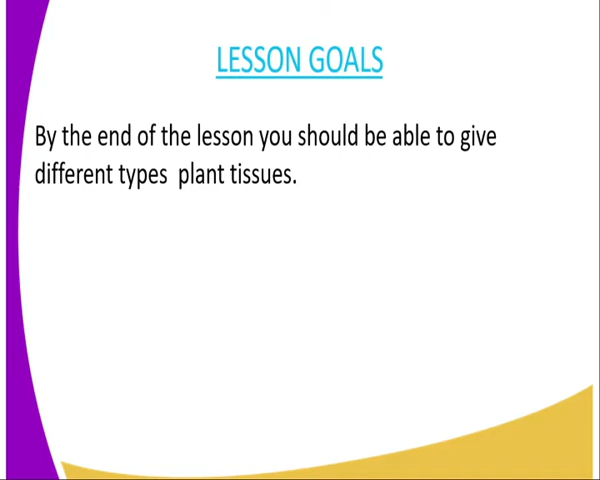 LESSON GOALS
By the end of the lesson you should be able to give
different types  plant tissues.